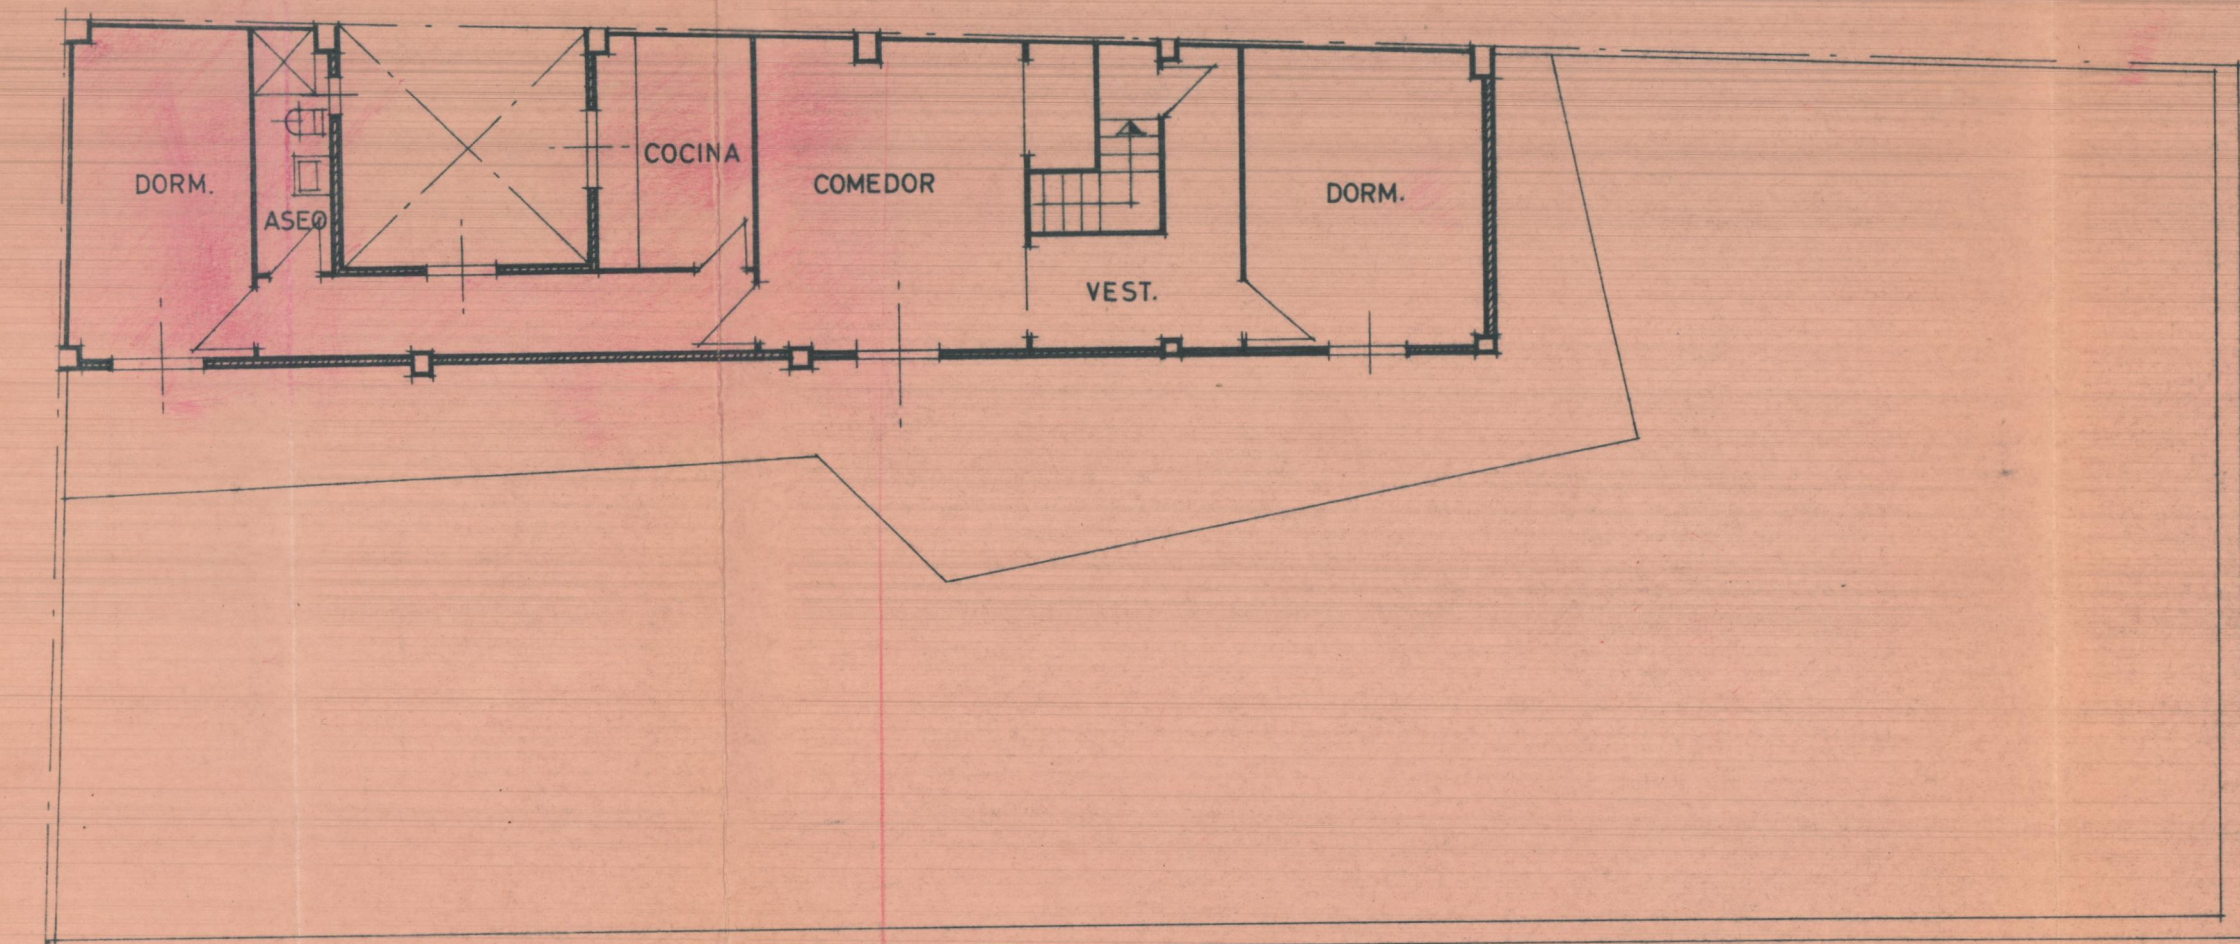 DORM.
ASEO
COCINA
COMEDOR
VEST.
DORM.